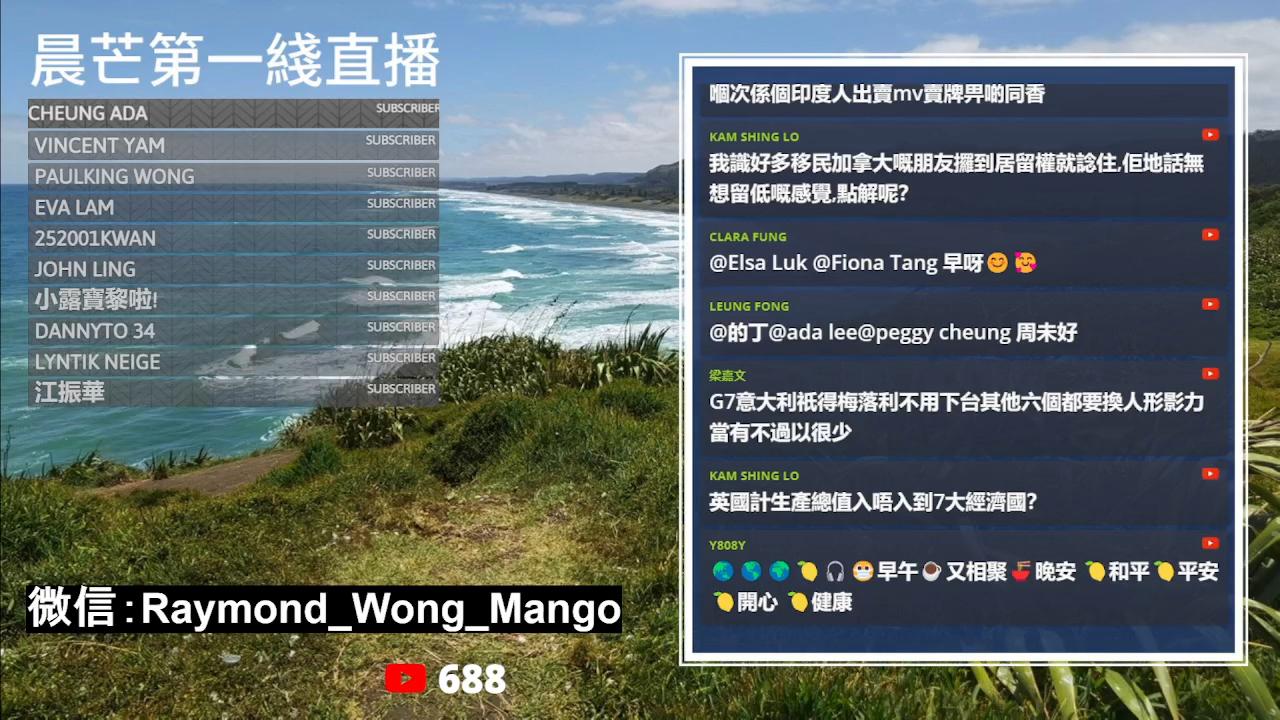 晨芒第一綫直播
CHEUNG ADA SUBSCRIBER
VINCENT YAM SUBSCRIBER
PAULKING WONG SUBSCRIBER
EVA LAM SUBSCRIBER
252001KWAN SUBSCRIBER
JOHN LING SUBSCRIBER
小露寶黎啦! SUBSCRIBER
DANNYTO 34 SUBSCRIBER
LYNTIK NEIGE SUBSCRIBER
江振華 SUBSCRIBER
微信:Raymond_Wong_Mango
688
嗰次係個印度人出賣mv賣牌畀啲同香
KAM SHING LO
我識好多移民加拿大嘅朋友攞到居留權就諗住,佢地話無
想留低嘅感覺,點解呢?
CLARA FUNG
@Elsa Luk @Fiona Tang 早呀😊 🥰
LEUNG FONG
@的丁@ada lee@peggy cheung 周未好
梁嘉文
G7意大利祇得梅落利不用下台其他六個都要換人形影力
當有不過以很少
KAM SHING LO
英國計生產總值入唔入到7大經濟國?
Y808Y
🌏 🌎 🌍 🍋 🎧 😷早午☕又相聚🍜晚安 🍋和平🍋平安
🍋開心 🍋健康